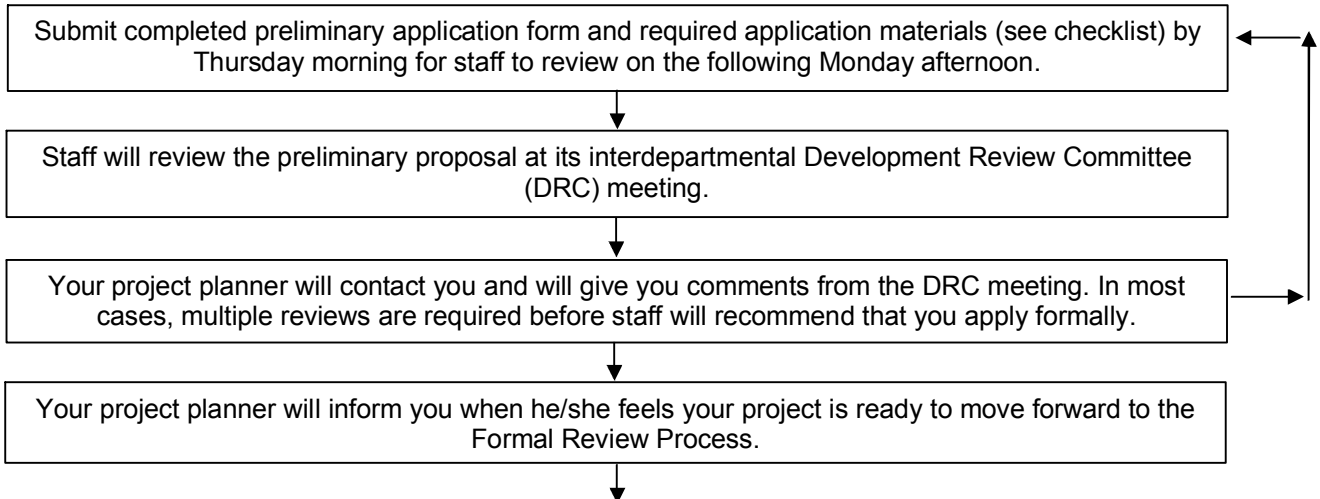 Submit completed preliminary application form and required application materials (see checklist) by
Thursday morning for staff to review on the following Monday afternoon.
Staff will review the preliminary proposal at its interdepartmental Development Review Committee
(DRC) meeting.
Your project planner will contact you and will give you comments from the DRC meeting. In most
cases, multiple reviews are required before staff will recommend that you apply formally.
Your project planner will inform you when he/she feels your project is ready to move forward to the
Formal Review Process.